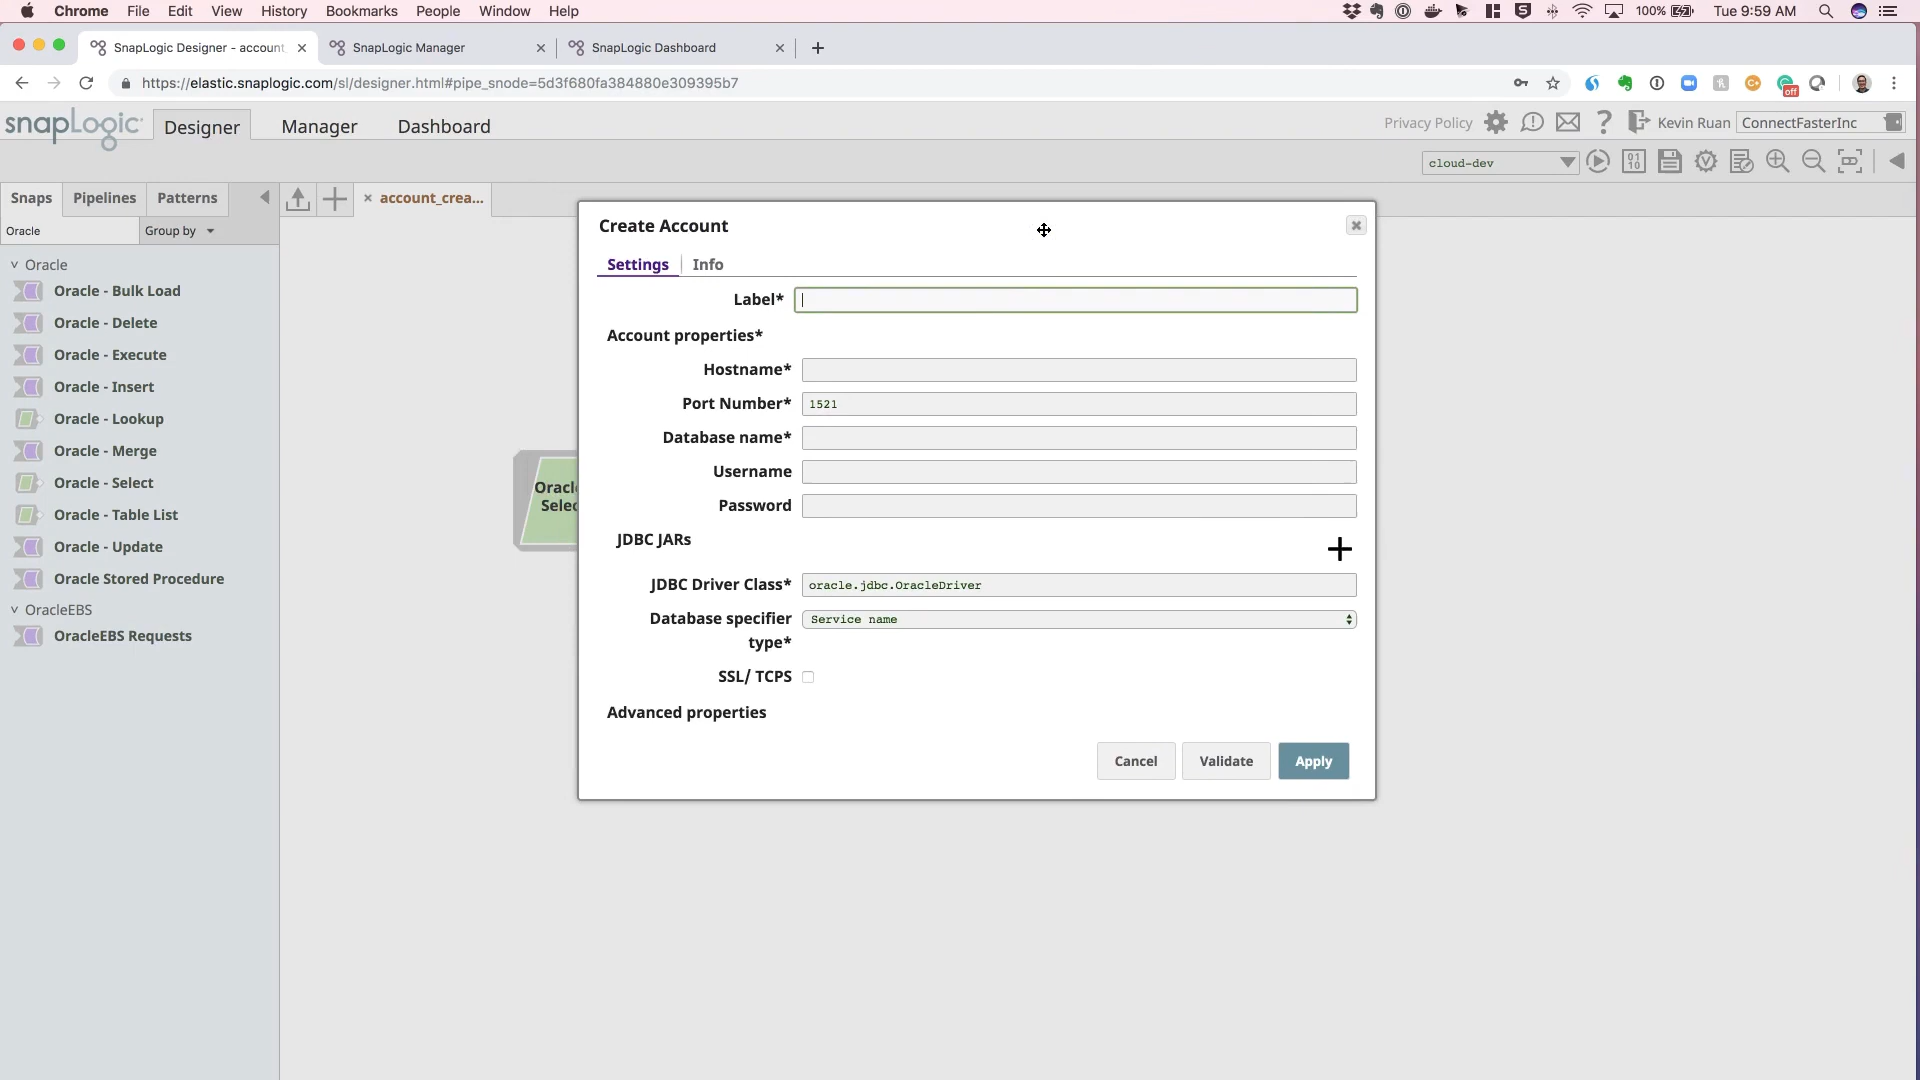 Chrome File Edit View History Bookmarks People Window Help 100% Tue 9:59 AM
SnapLogic Designer - account SnapLogic Manager SnapLogic Dashboard
https://elastic.snaplogic.com/sl/designer.html#pipe_snode=5d3f680fa384880e309395b7 off
snapLogic Designer Manager Dashboard Privacy Policy Kevin Ruan ConnectFasterInc
cloud-dev
Snaps Pipelines Patterns account_crea...
Oracle Group by
Oracle
Oracle - Bulk Load
Oracle - Delete
Oracle - Execute
Oracle - Insert
Oracle - Lookup
Oracle - Merge
Oracle - Select
Oracle - Table List
Oracle - Update
Oracle Stored Procedure
OracleEBS
OracleEBS Requests
Create Account
Settings Info
Label*
Account properties*
Hostname*
Port Number* 1521
Database name*
Username
Password
JDBC JARs
JDBC Driver Class* oracle.jdbc.OracleDriver
Database specifier Service name
type*
SSL/ TCPS
Advanced properties
Cancel Validate Apply